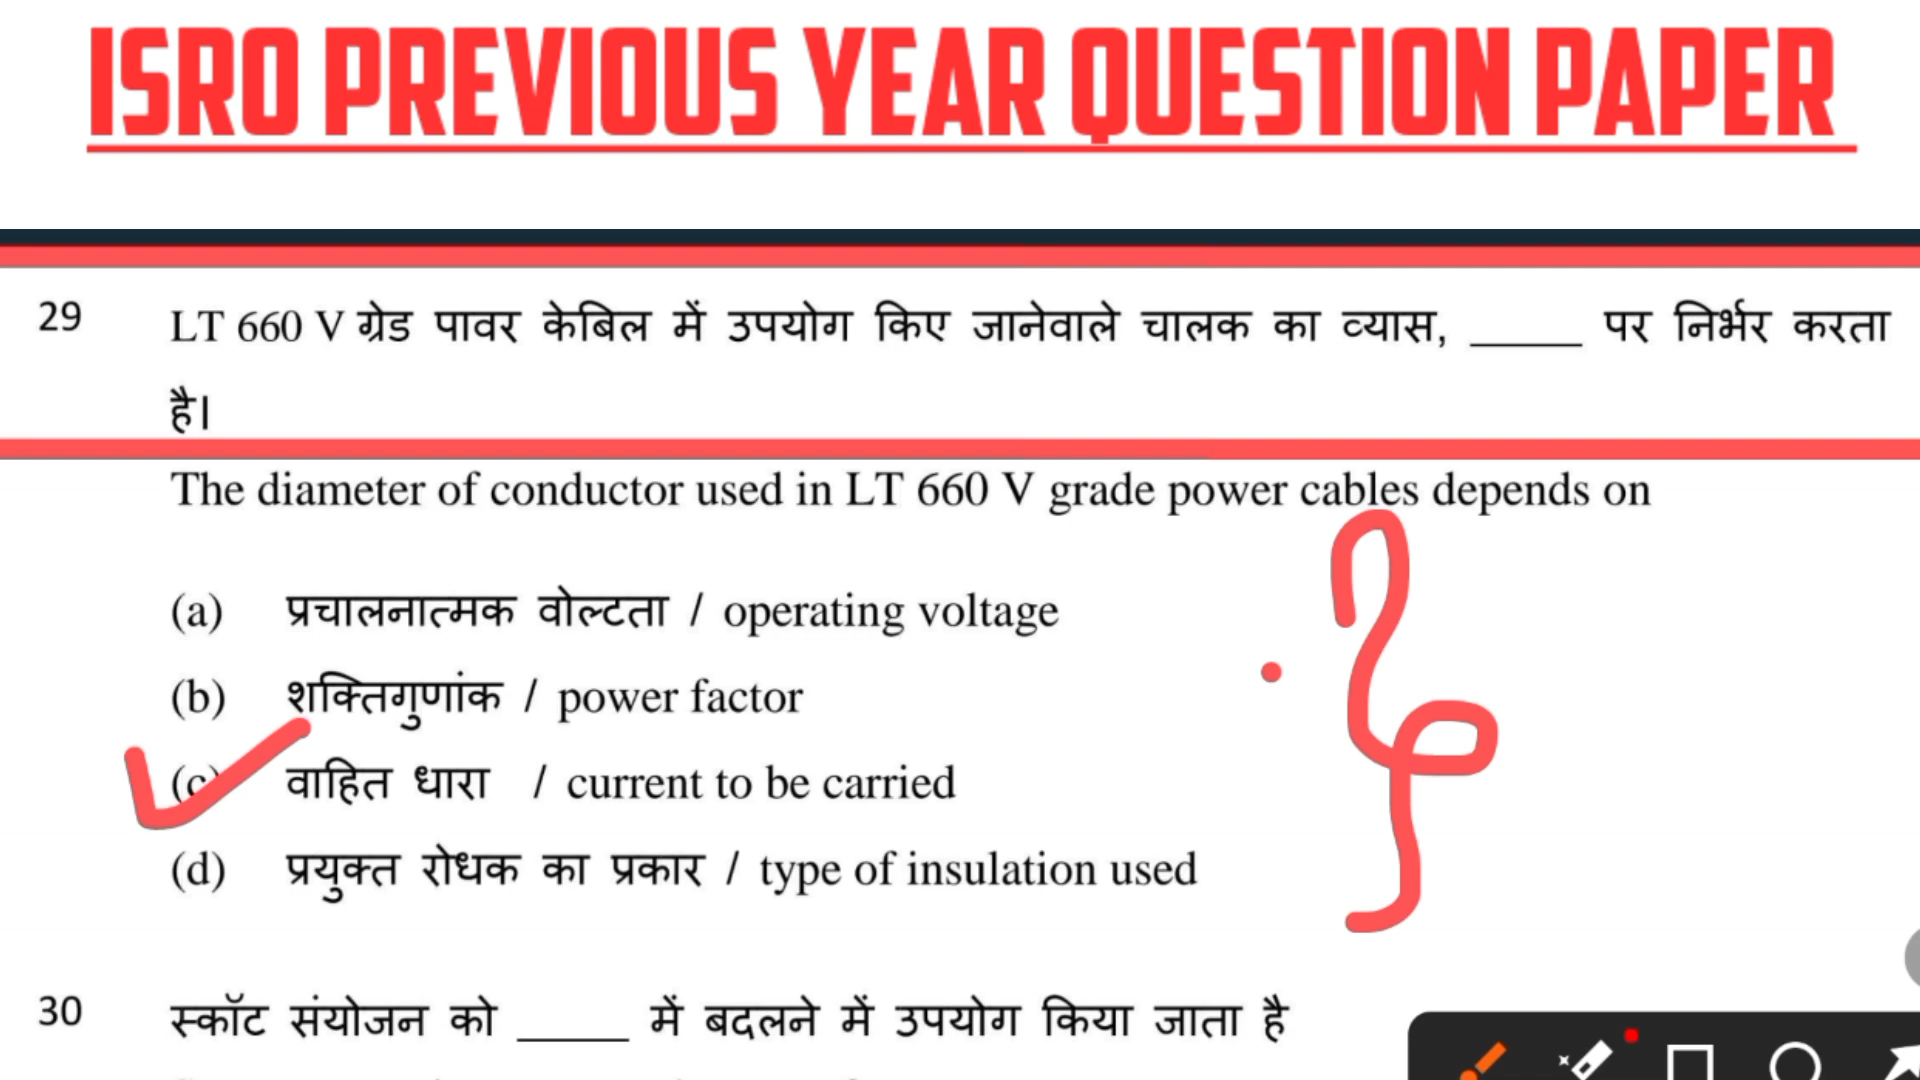 ISRO PREVIOUS YEAR QUESTION PAPER
29 LT 660 V ग्रेड पावर केबिल में उपयोग किए जानेवाले चालक का व्यास, _____ पर निर्भर करता
है।
The diameter of conductor used in LT 660 V grade power cables depends on
(a) प्रचालनात्मक वोल्टता / operating voltage
(b) शक्तिगुणांक / power factor
(c) वाहित धारा / current to be carried
(d) प्रयुक्त रोधक का प्रकार / type of insulation used
30 स्कॉट संयोजन को _____ में बदलने में उपयोग किया जाता है